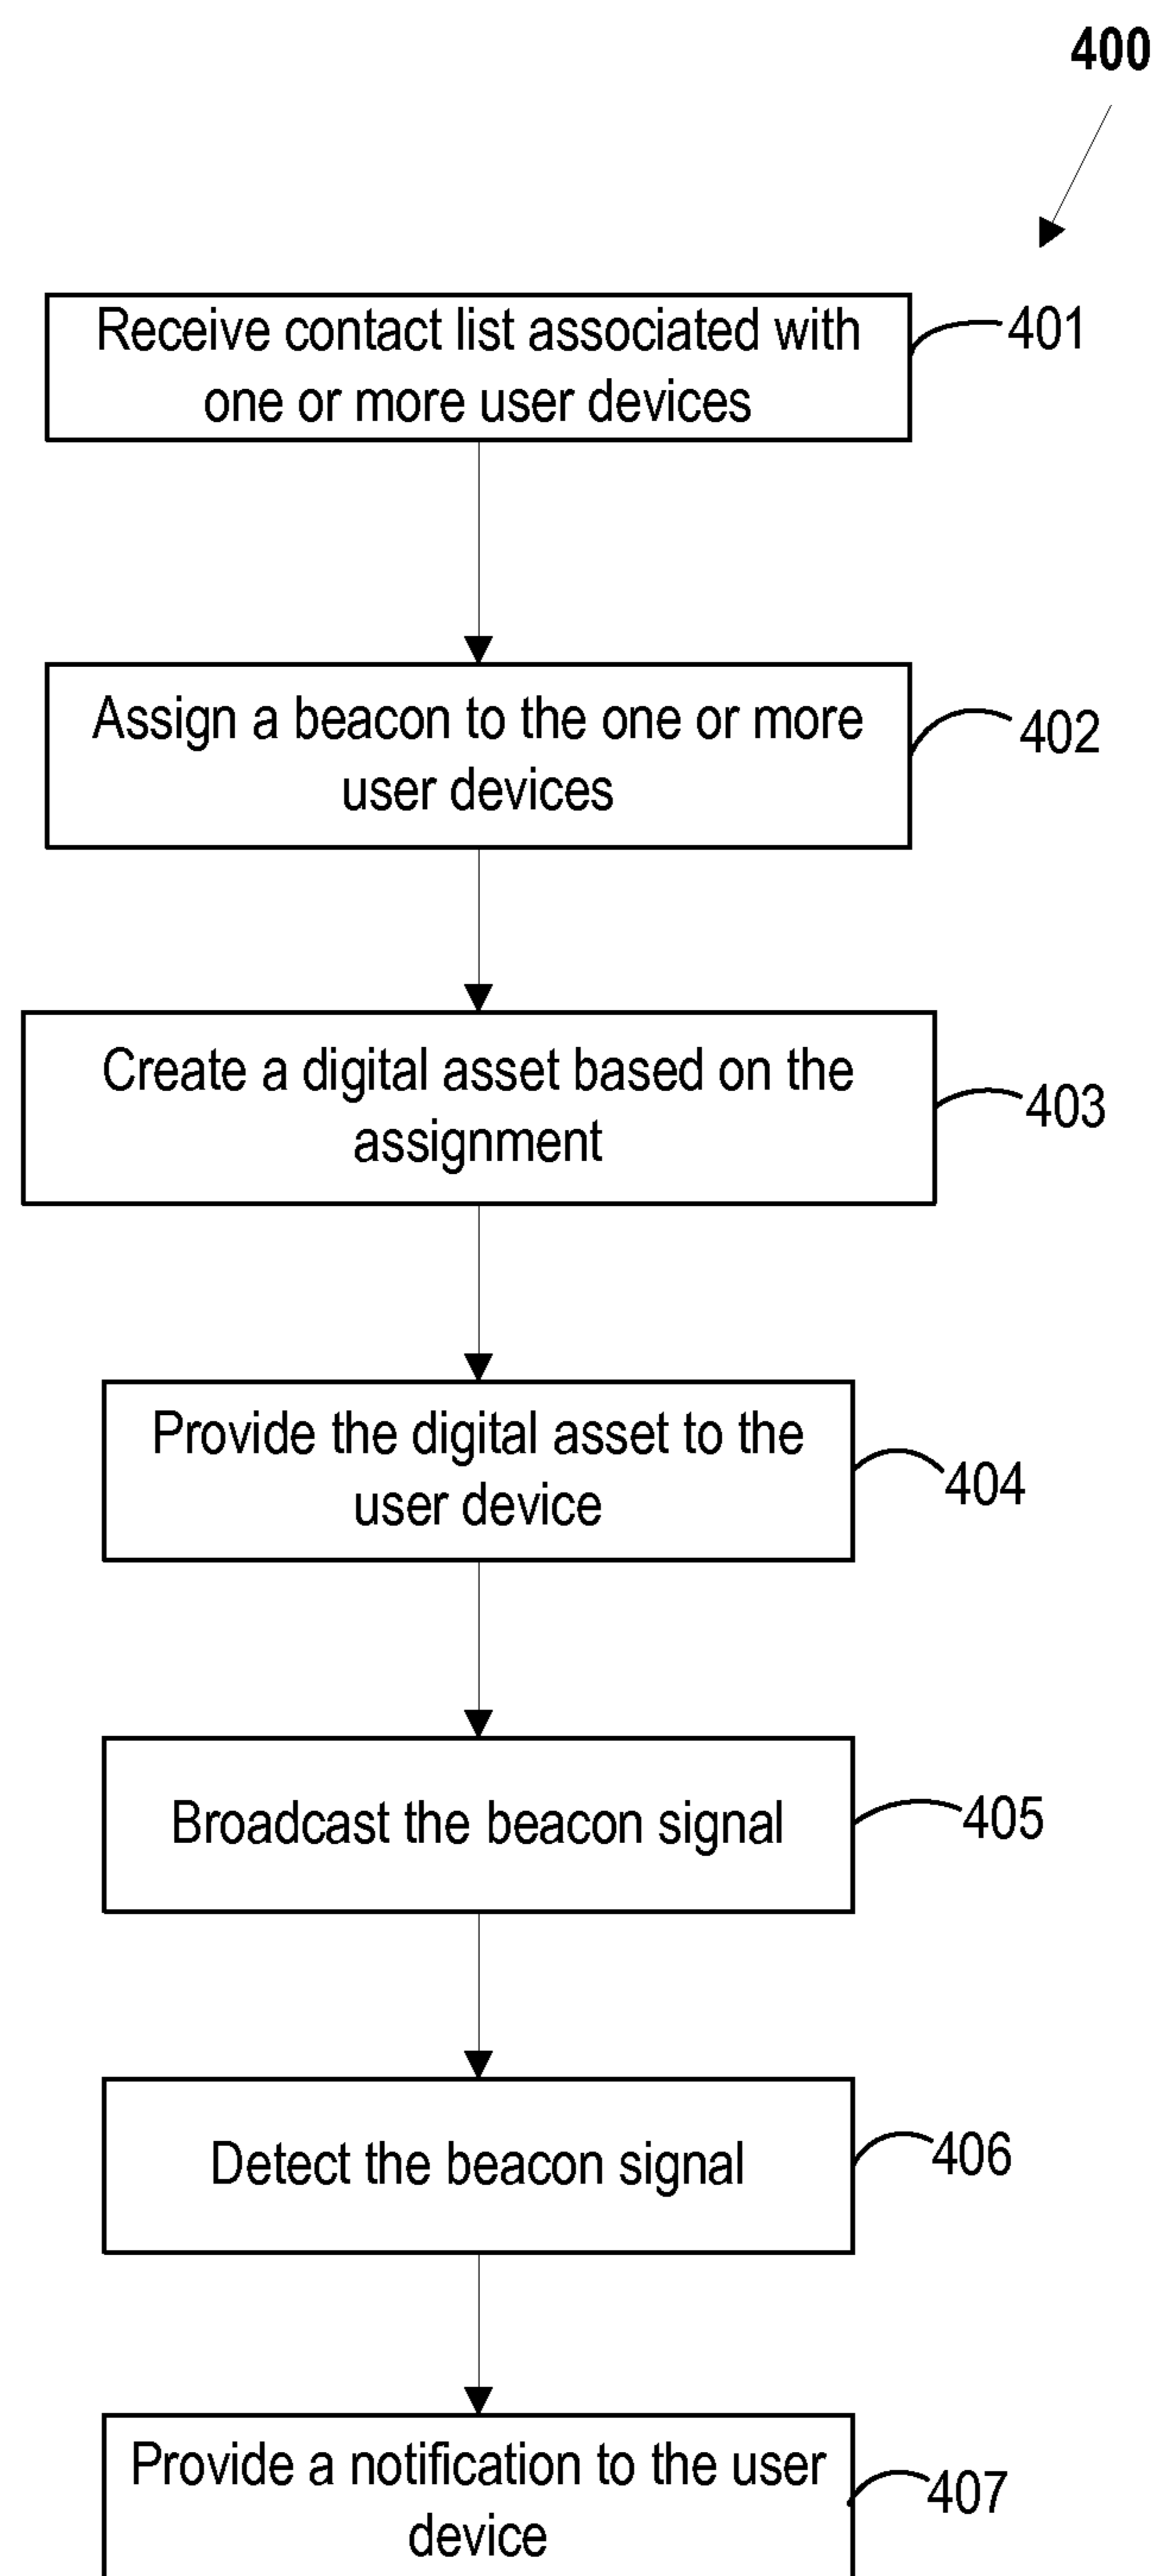 400
Receive contact list associated with
one or more user devices
401
Assign a beacon to the one or more
user devices
402
Create a digital asset based on the
assignment
403
Provide the digital asset to the
user device
404
Broadcast the beacon signal
405
Detect the beacon signal
406
Provide a notification to the user
device
407